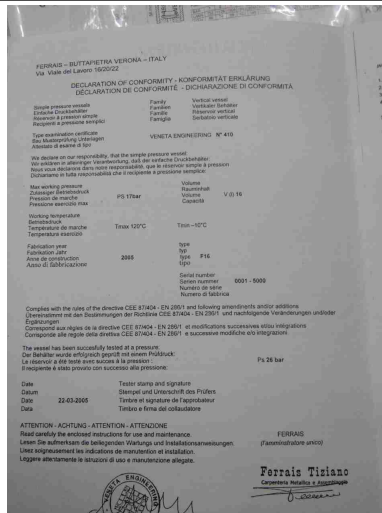 FERRAIS – BUTTAPIETRA VERONA – ITALY
Via Viale del Lavoro 16/20/22
DECLARATION OF CONFORMITY - KONFORMITÄT ERKLÄRUNG
DÉCLARATION DE CONFORMITÉ - DICHIARAZIONE DI CONFORMITÀ
Simple pressure vessels Family Vertical vessel
Einfache Druckbehälter Familien Vertikaler Behälter
Réservoir à pression simple Famille Réservoir vertical
Recipienti a pressione semplici Famiglia Serbatoio verticale
Type examination certificate
Bau Musterprüfung Unterlagen VENETA ENGINEERING N° 410
Attestato di esame di tipo
We declare on our responsibility, that the simple pressure vessel:
Wir erklären in alleiniger Verantwortung, daß der einfache Druckbehälter:
Nous vous déclarons dans notre responsabilité, que le réservoir simple à pression
Dichiariamo in tutta responsabilità che il recipiente a pressione semplice:
Max working pressure Volume
Zulässiger Betriebsdruck Rauminhalt
Pression de marche PS 17bar Volume V (l) 16
Pressione esercizio max Capacità
Working temperature
Betriebsdruck
Température de marche Tmax 120°C Tmin –10°C
Temperatura esercizio
Fabrication year type
Fabrikation Jahr typ
Anne de construction 2005 type F16
Anno di fabbricazione tipo
Serial number
Serien nummer 0001 - 5000
Numéro de série
Numero di fabbrica
Complies with the rules of the directive CEE 87/404 - EN 286/1 and following amendments and/or additions
Übereinstimmt mit den Bestimmungen der Richtlinie CEE 87/404 - EN 286/1 und nachfolgende Veränderungen und/oder
Ergänzungen
Correspond aux règles de la directive CEE 87/404 - EN 286/1 et modifications successives et/ou intégrations
Corrisponde alle regole della direttiva CEE 87/404 - EN 286/1 e successive modifiche e/o integrazioni.
The vessel has been succesfully tested at a pressure:
Der Behälter wurde erfolgreich geprüft mit einem Prüfdruck:
Le réservoir a été teste avec succes à la pression : Ps 26 bar
Il recipiente è stato provato con successo alla pressione:
Date Tester stamp and signature
Datum Stempel und Unterschrift des Prüfers
Date 22-03-2005 Timbre et signature de l'approbateur
Data Timbro e firma del collaudatore
ATTENTION - ACHTUNG - ATTENTION - ATTENZIONE
Read carefully the enclosed instructions for use and maintenance. FERRAIS
Lesen Sie aufmerksam die beiliegenden Wartungs und Installationsanweisungen (l'amministratore unico)
Lisez soigneusement les indications de manutention et installation.
Leggere attentamente le istruzioni di uso e manutenzione allegate.
Ferrais Tiziano
Carpenteria Metallica e Assemblaggio
VENETA ENGINEERING